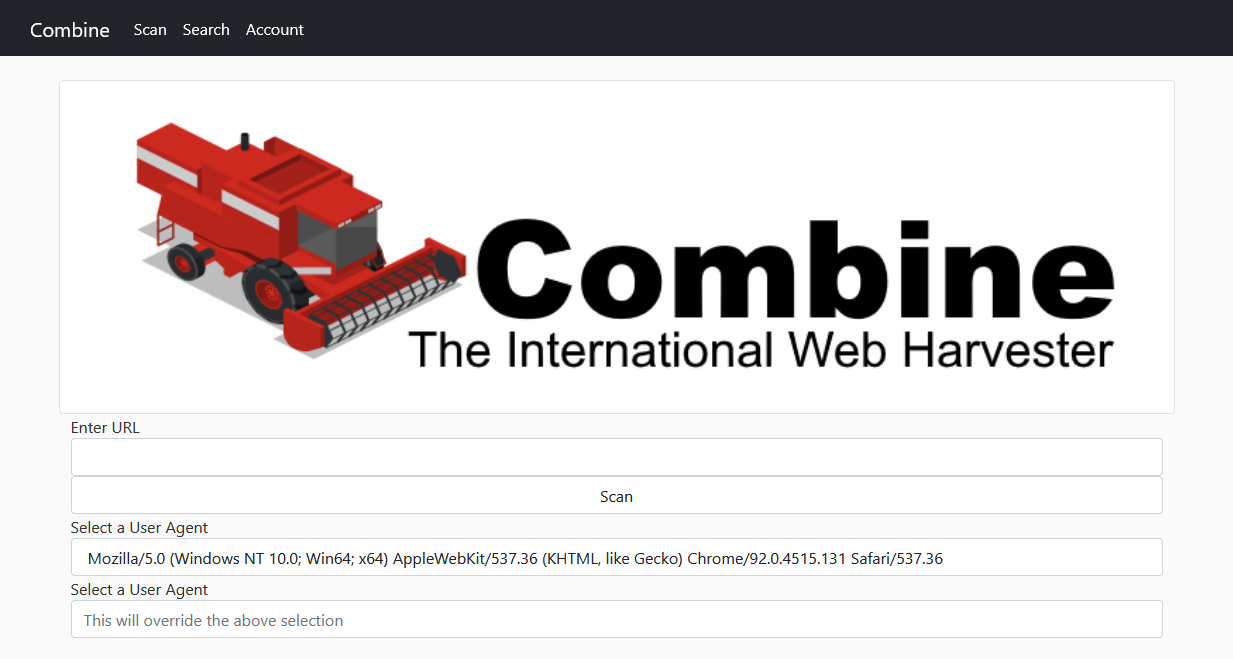 Combine Scan Search Account
Combine
The International Web Harvester
Enter URL
Scan
Select a User Agent
Mozilla/5.0 (Windows NT 10.0; Win64; x64) AppleWebKit/537.36 (KHTML, like Gecko) Chrome/92.0.4515.131 Safari/537.36
Select a User Agent
This will override the above selection